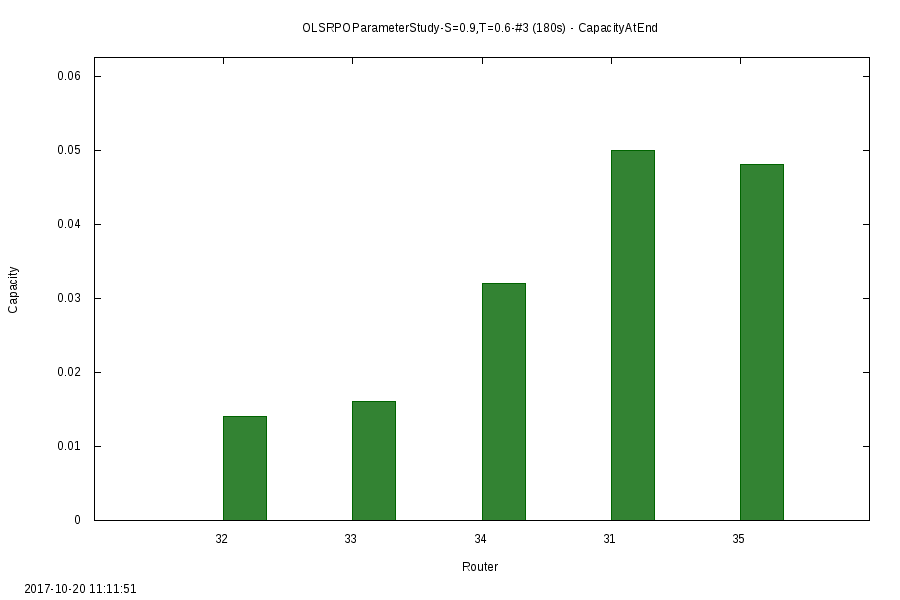 OLSRPOParameterStudy-S=0.9,T=0.6-#3 (180s) - CapacityAtEnd
0.06
0.05
0.04
0.03
0.02
0.01
0
Capacity
32 33 34 31 35
Router
2017-10-20 11:11:51